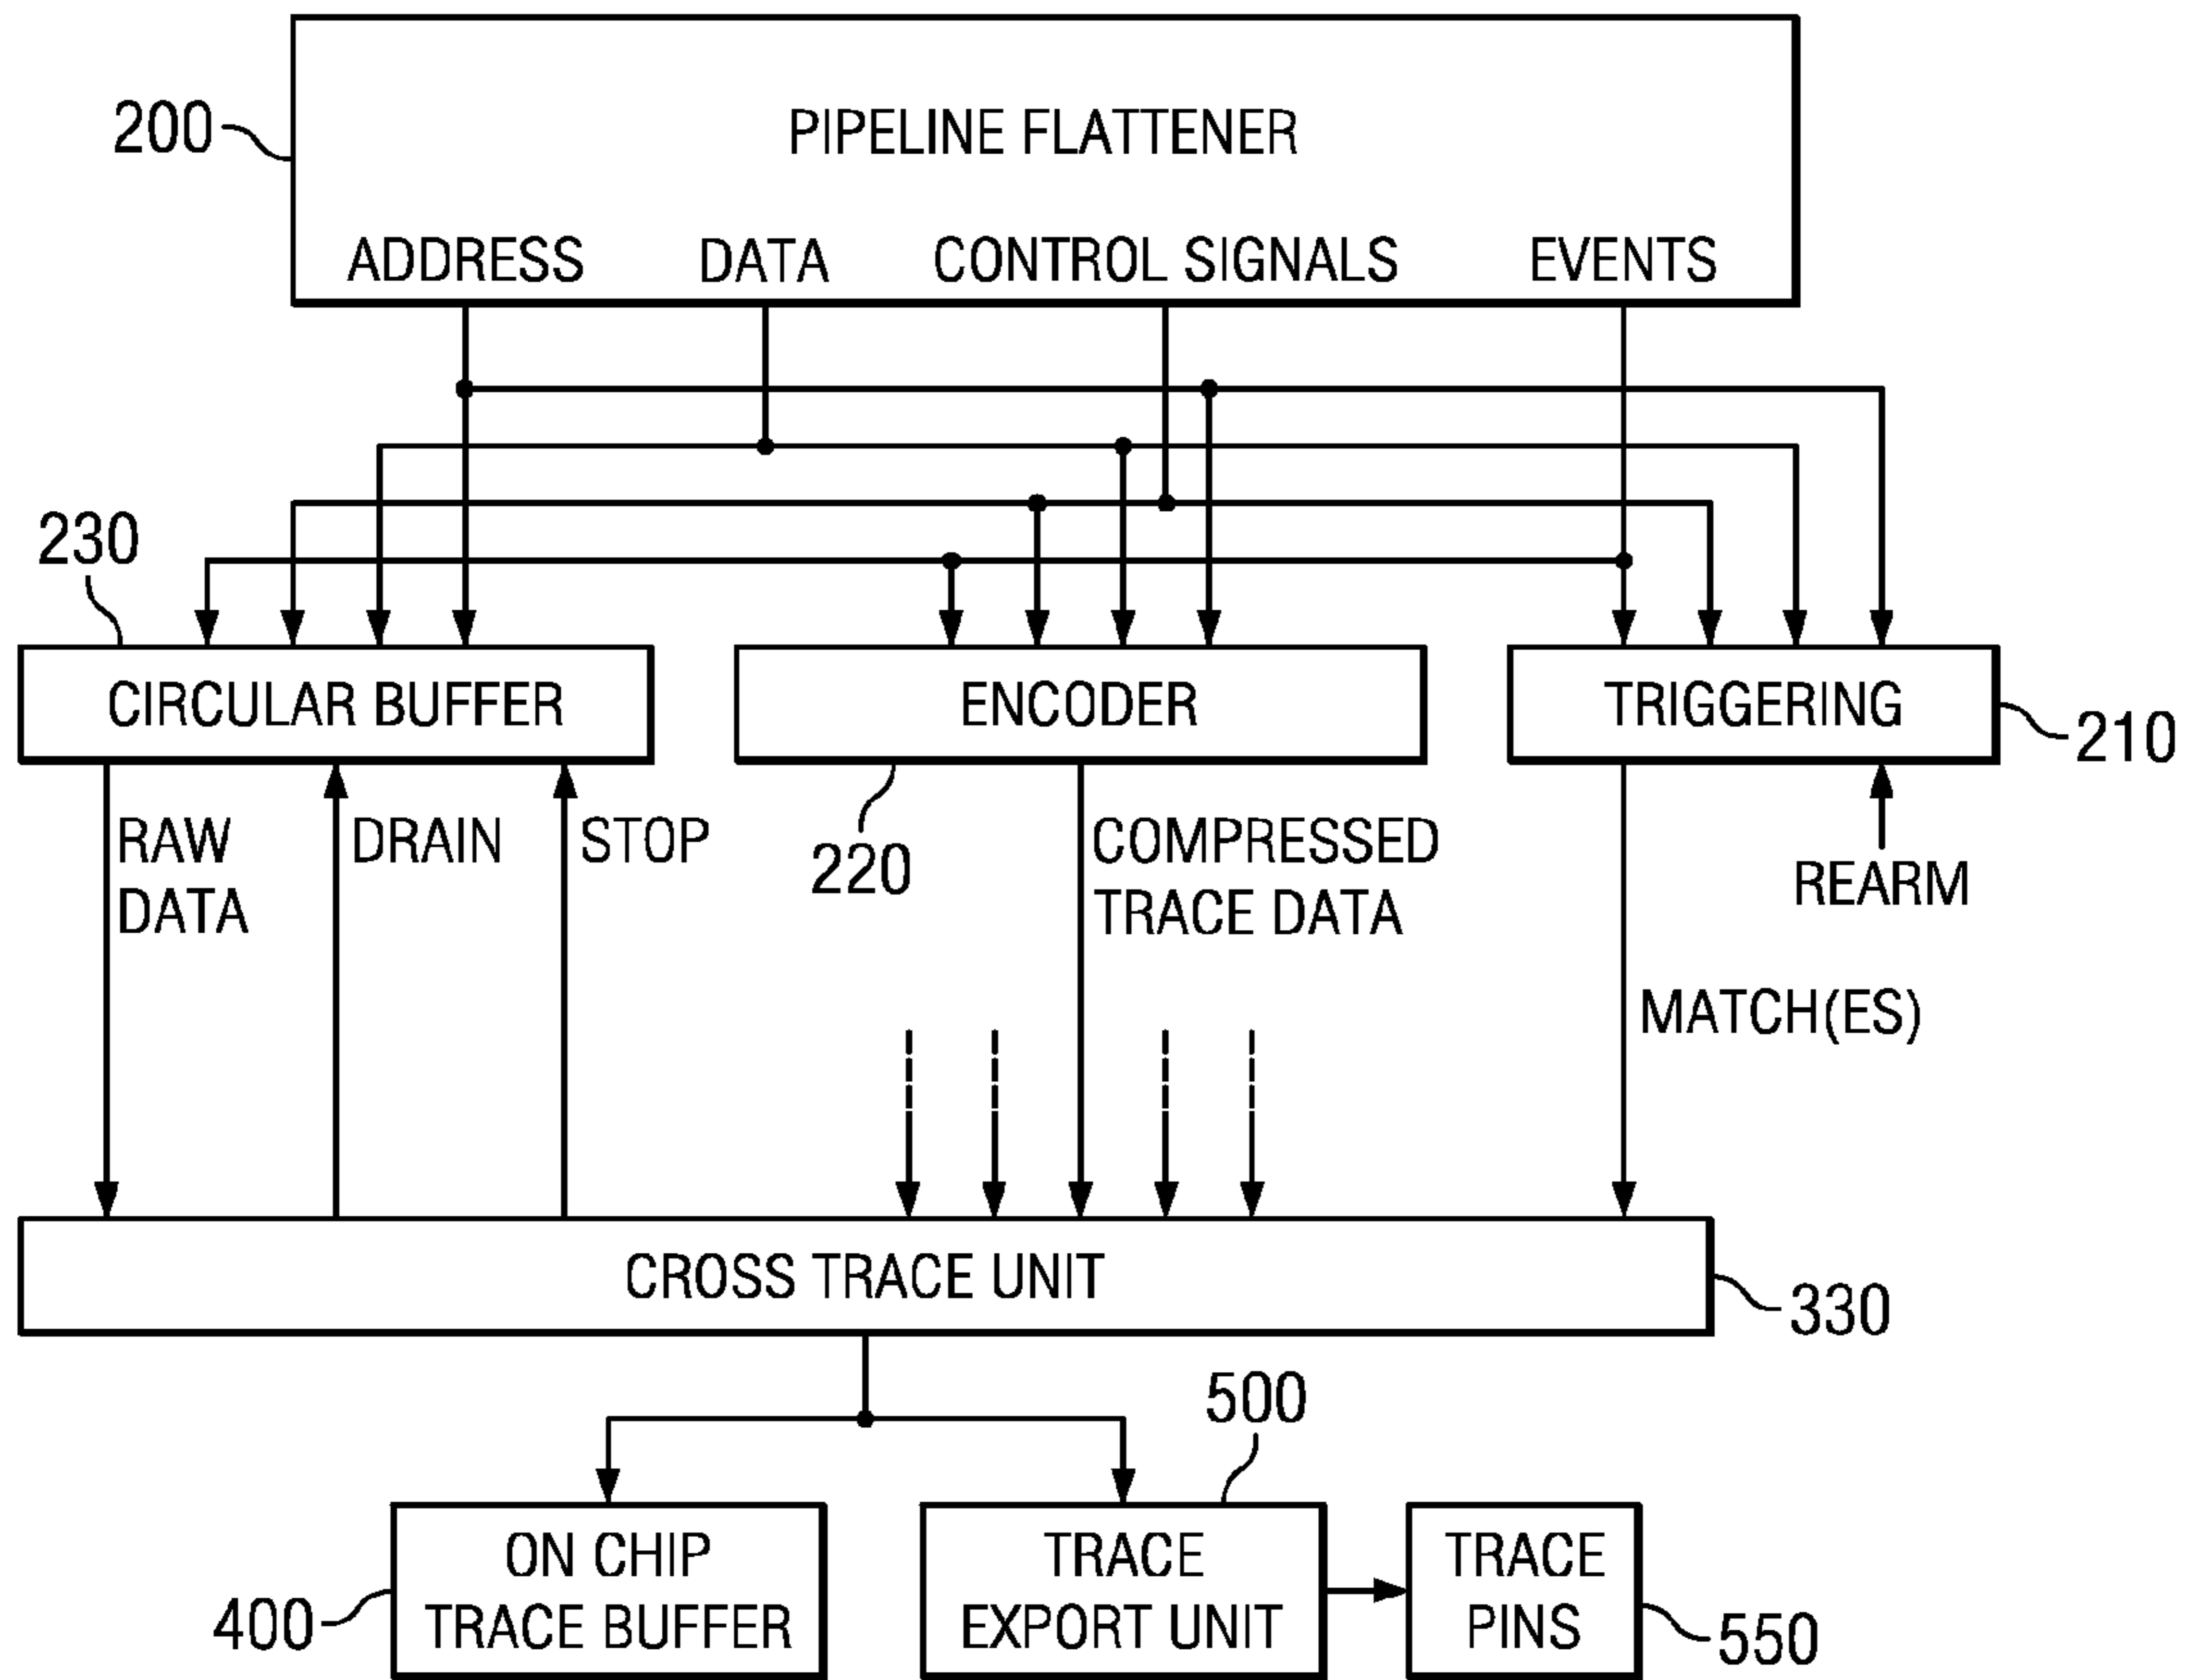 200
PIPELINE FLATTENER
ADDRESS DATA CONTROL SIGNALS EVENTS
230
CIRCULAR BUFFER
ENCODER
TRIGGERING
210
RAW
DATA
DRAIN
STOP
220
COMPRESSED
TRACE DATA
REARM
MATCH(ES)
CROSS TRACE UNIT
330
500
ON CHIP
TRACE BUFFER
400
TRACE
EXPORT UNIT
TRACE
PINS
550